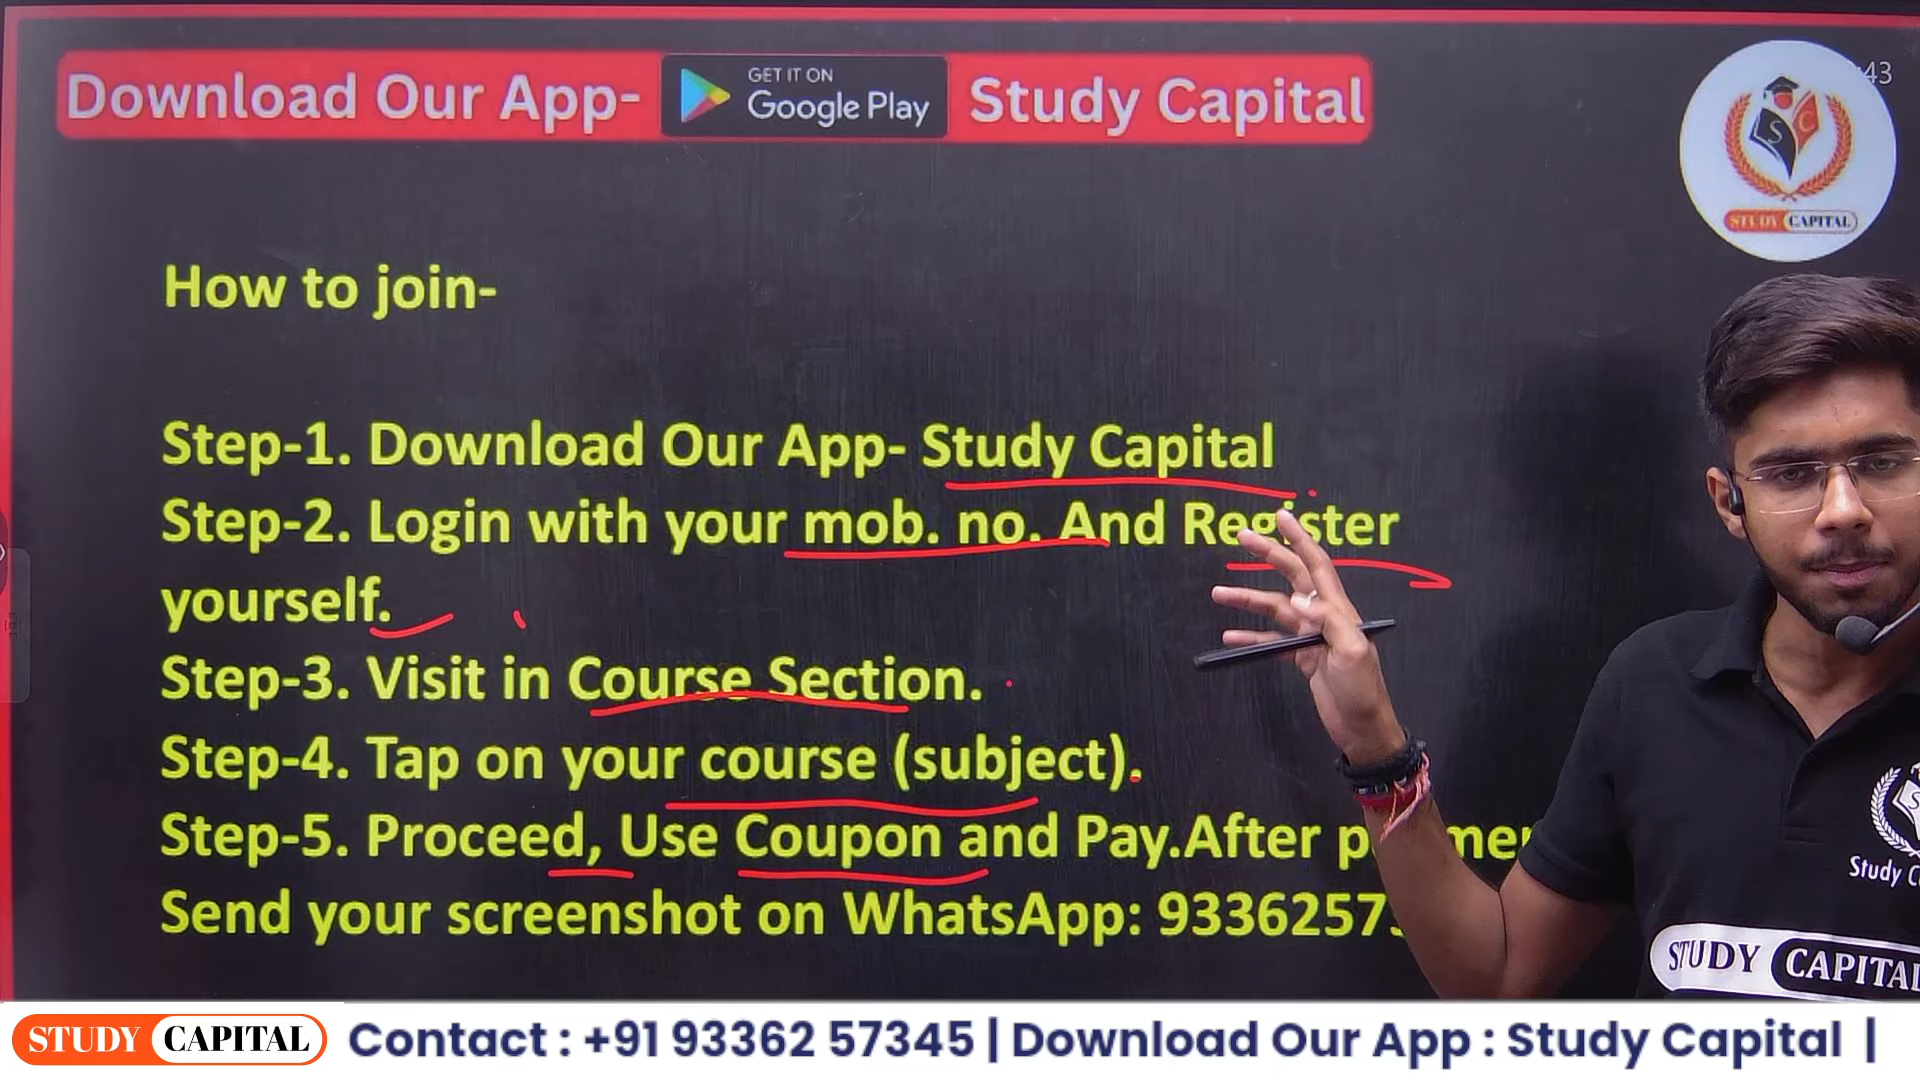 Download Our App- GET IT ON Google Play Study Capital
:43
S C
STUDY CAPITAL
How to join-
Step-1. Download Our App- Study Capital
Step-2. Login with your mob. no. And Register
yourself.
Step-3. Visit in Course Section.
Step-4. Tap on your course (subject).
Step-5. Proceed, Use Coupon and Pay.After
Send your screenshot on WhatsApp: 9336257
Study
STUDY CAPITAL
STUDY CAPITAL Contact : +91 93362 57345 | Download Our App : Study Capital |